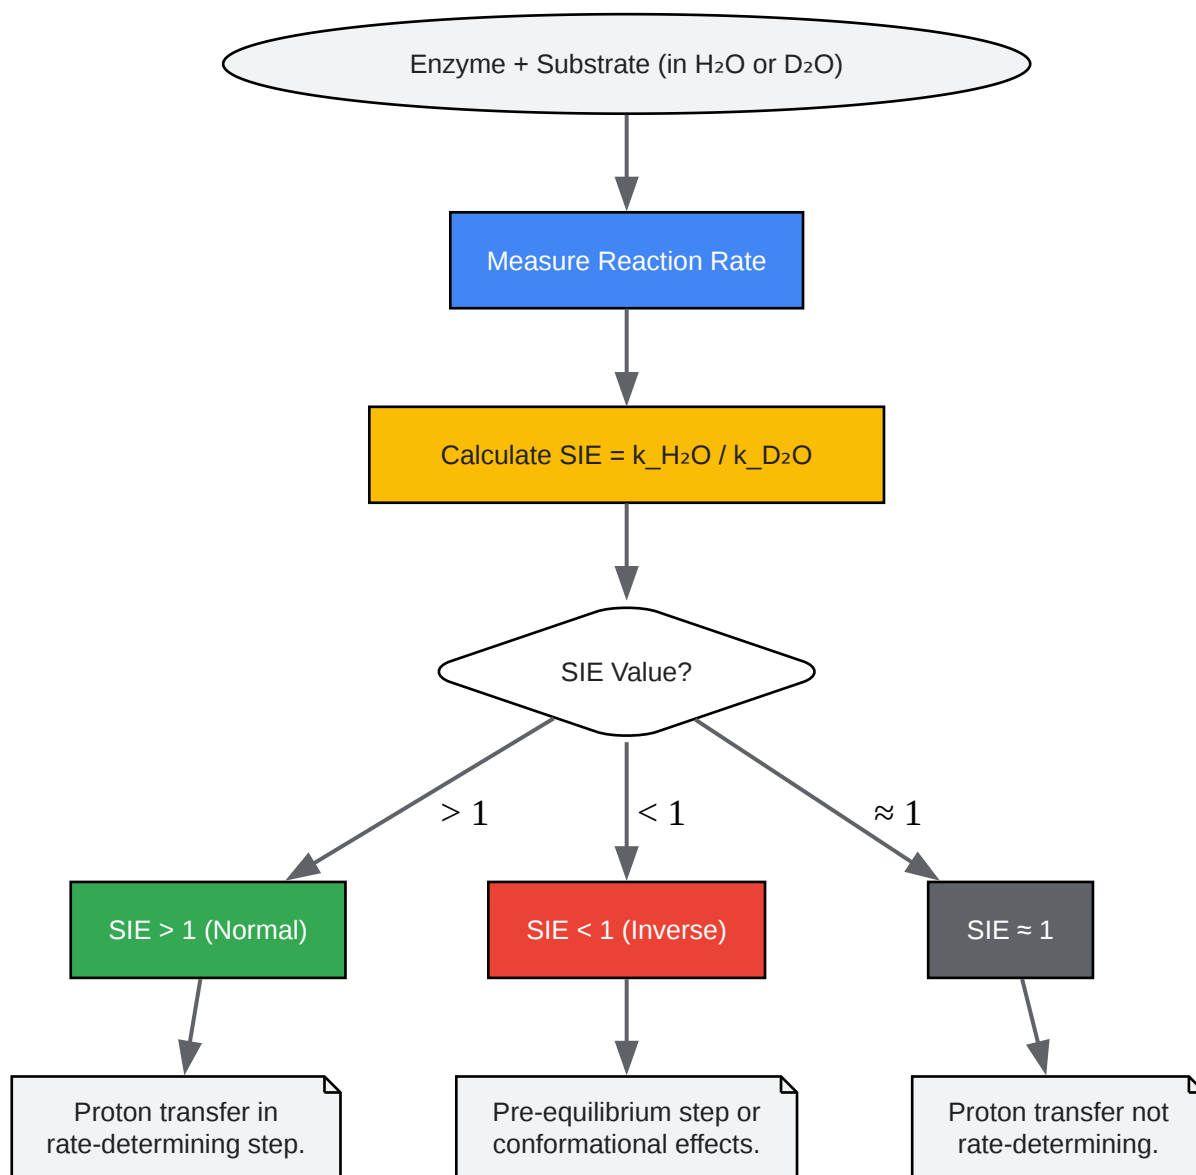 Enzyme + Substrate (in H₂O or D₂O)
Measure Reaction Rate
Calculate SIE = k_H₂O / k_D₂O
SIE Value?
> 1
< 1
≈ 1
SIE > 1 (Normal)
SIE < 1 (Inverse)
SIE ≈ 1
Proton transfer in
rate-determining step.
Pre-equilibrium step or
conformational effects.
Proton transfer not
rate-determining.